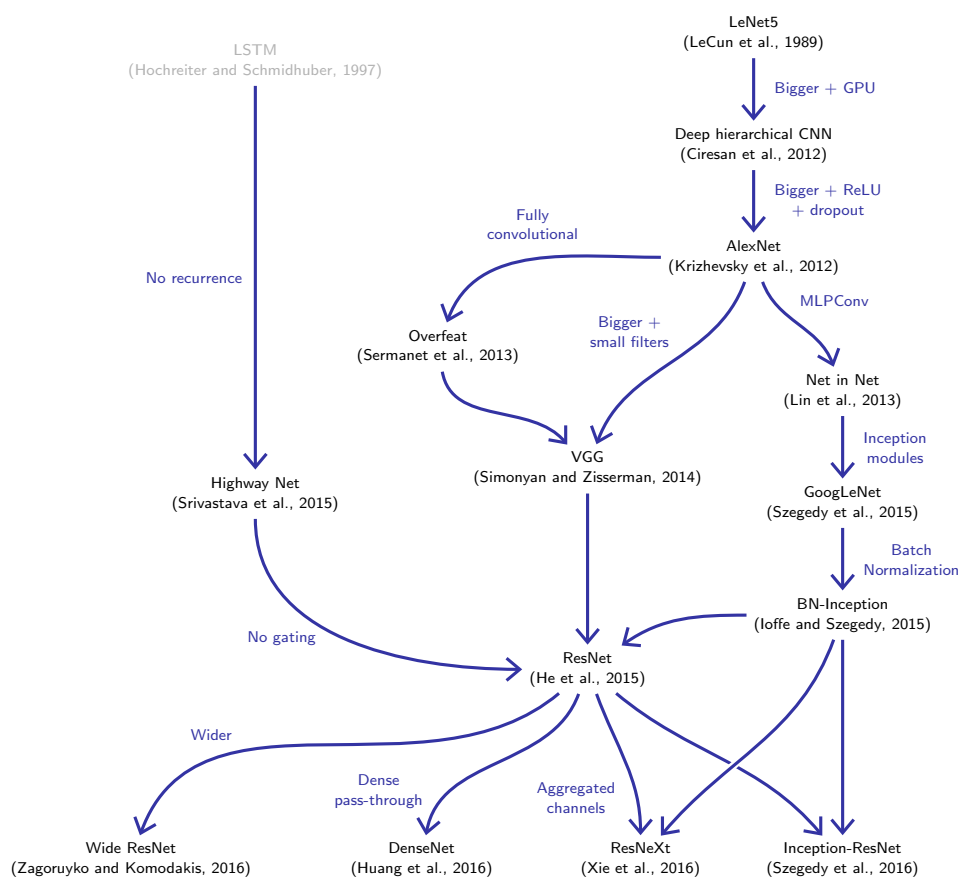 LeNet5
(LeCun et al., 1989)
LSTM
(Hochreiter and Schmidhuber, 1997)
Bigger + GPU
Deep hierarchical CNN
(Ciresan et al., 2012)
Bigger + ReLU
+ dropout
Fully
convolutional
AlexNet
(Krizhevsky et al., 2012)
No recurrence
MLPConv
Bigger +
small filters
Overfeat
(Sermanet et al., 2013)
Net in Net
(Lin et al., 2013)
Inception
modules
VGG
(Simonyan and Zisserman, 2014)
Highway Net
(Srivastava et al., 2015)
GoogLeNet
(Szegedy et al., 2015)
Batch
Normalization
BN-Inception
(Ioffe and Szegedy, 2015)
No gating
ResNet
(He et al., 2015)
Wider
Dense
pass-through
Aggregated
channels
Wide ResNet
(Zagoruyko and Komodakis, 2016)
DenseNet
(Huang et al., 2016)
ResNeXt
(Xie et al., 2016)
Inception-ResNet
(Szegedy et al., 2016)